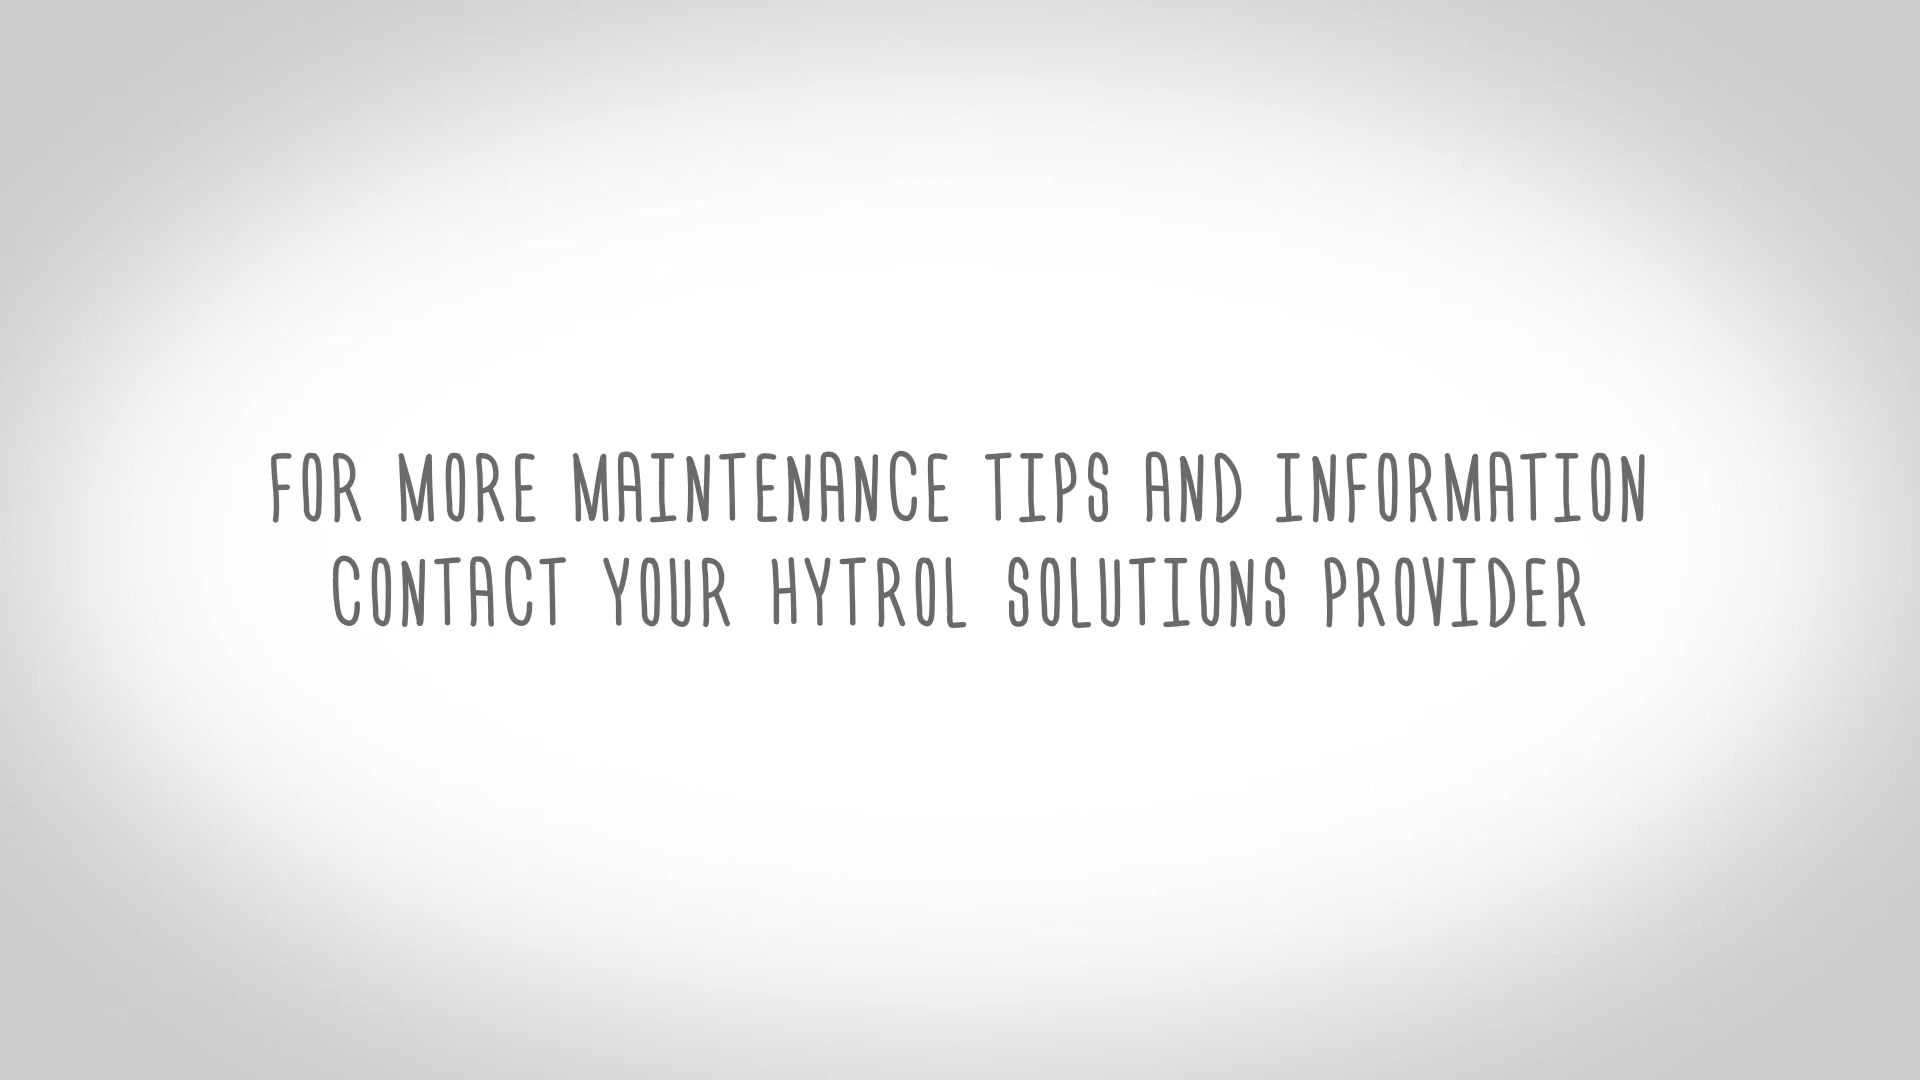 FOR MORE MAINTENANCE TIPS AND INFORMATION
CONTACT YOUR HYTROL SOLUTIONS PROVIDER